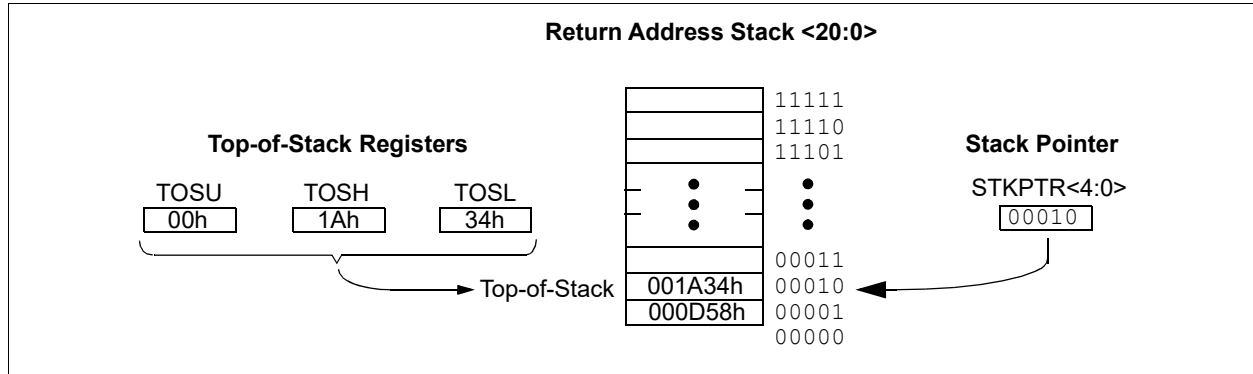 Return Address Stack <20:0>
Top-of-Stack Registers
TOSU TOSH TOSL
00h 1Ah 34h
11111
11110
11101
Stack Pointer
STKPTR<4:0>
00010
00011
Top-of-Stack 001A34h 00010
000D58h 00001
00000